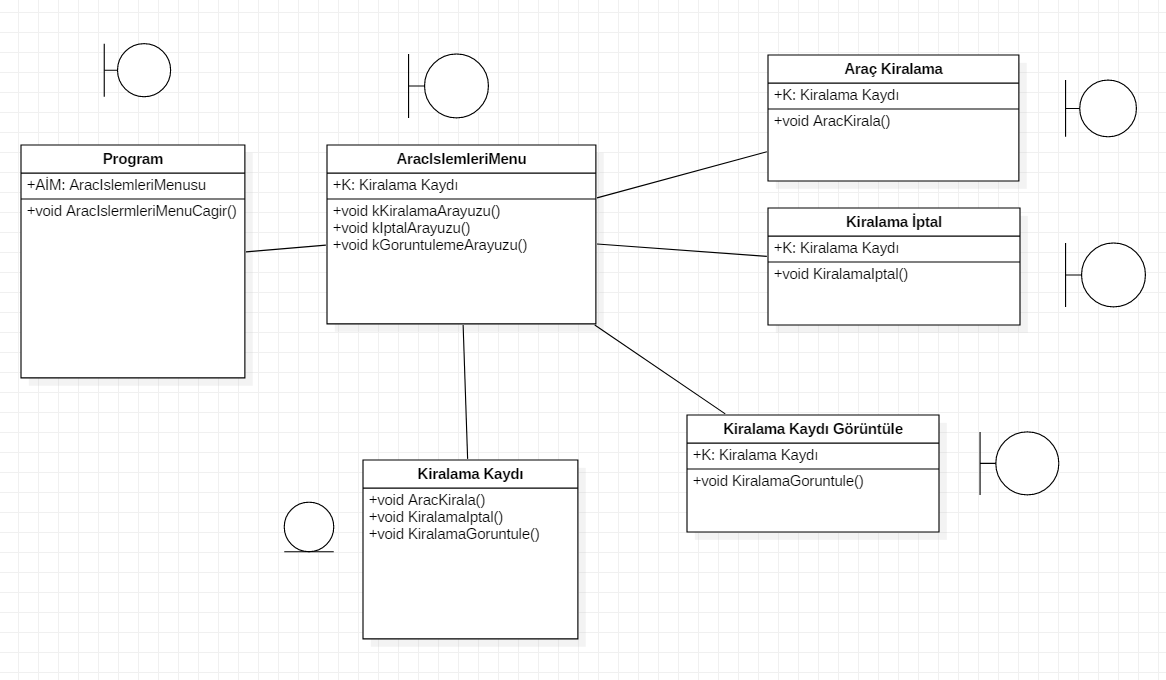 Program
+AİM: AracIslemleriMenusu
+void AracIslermleriMenuCagir()
AracIslemleriMenu
+K: Kiralama Kaydı
+void kKiralamaArayuzu()
+void kIptalArayuzu()
+void kGoruntulemeArayuzu()
Araç Kiralama
+K: Kiralama Kaydı
+void AracKirala()
Kiralama İptal
+K: Kiralama Kaydı
+void KiralamaIptal()
Kiralama Kaydı Görüntüle
+K: Kiralama Kaydı
+void KiralamaGoruntule()
Kiralama Kaydı
+void AracKirala()
+void KiralamaIptal()
+void KiralamaGoruntule()